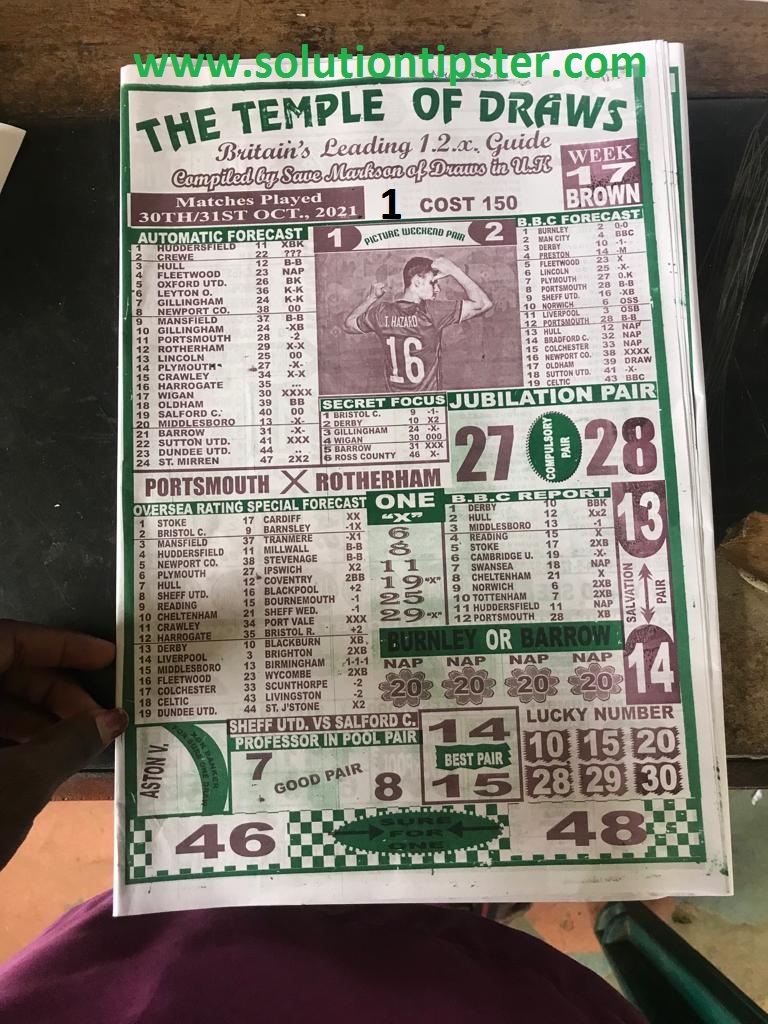 www.solutiontipster.com
THE TEMPLE OF DRAWS
Britain's Leading 1.2.x. Guide
Compiled by Save Markson of Draws in U.K
WEEK
17
BROWN
Matches Played
30TH/31ST OCT., 2021
1
COST 150
AUTOMATIC FORECAST
1 HUDDERSFIELD 11 XBK
2 CREWE 22 ???
3 HULL 12 B-B
4 FLEETWOOD 23 NAP
5 OXFORD UTD. 26 BK
6 LEYTON O. 36 K-K
7 GILLINGHAM 24 K-K
8 NEWPORT CO. 38 00
9 MANSFIELD 37 B-B
10 GILLINGHAM 24 -XB
11 PORTSMOUTH 28 -2
12 ROTHERHAM 29 X-X
13 LINCOLN 25 00
14 PLYMOUTH 27 -X-
15 CRAWLEY 34 X-X
16 HARROGATE 35 ...
17 WIGAN 30 XXXX
18 OLDHAM 39 BB
19 SALFORD C. 40 00
20 MIDDLESBORO 13 -X-
21 BARROW 31 -X-
22 SUTTON UTD. 41 XXX
23 DUNDEE UTD. 44 ..
24 ST. MIRREN 47 2X2
1 PICTURE WEEKEND PAIR 2
T. HAZARD
16
B.B.C FORECAST
1 BURNLEY 2 0-0
2 MAN CITY 4 BBC
3 DERBY 10 -1-
4 PRESTON 14 -M
5 FLEETWOOD 23 X
6 LINCOLN 25 -X-
7 PLYMOUTH 27 0.K
8 PORTSMOUTH 28 B-B
9 SHEFF UTD. 16 -XB
10 NORWICH 6 OSS
11 LIVERPOOL 3 OSB
12 PORTSMOUTH 28 B-B
13 HULL 12 NAP
14 BRADFORD C. 32 NAP
15 COLCHESTER 33 NAP
16 NEWPORT CO. 38 XXXX
17 OLDHAM 39 DRAW
18 SUTTON UTD. 41 -X-
19 CELTIC 43 BBC
SECRET FOCUS
1 BRISTOL C. 9 -1-
2 DERBY 10 X2
3 GILLINGHAM 24 -X-
4 WIGAN 30 000
5 BARROW 31 XXX
6 ROSS COUNTY 46 X-
JUBILATION PAIR
27 COMPULSORY PAIR 28
PORTSMOUTH X ROTHERHAM
OVERSEA RATING SPECIAL FORECAST
1 STOKE 17 CARDIFF XX
2 BRISTOL C. 9 BARNSLEY -1X
3 MANSFIELD 37 TRANMERE -X1
4 HUDDERSFIELD 11 MILLWALL B-B
5 NEWPORT CO. 38 STEVENAGE B-B
6 PLYMOUTH 27 IPSWICH X2
7 HULL 12 COVENTRY 2BB
8 SHEFF UTD. 16 BLACKPOOL +2
9 READING 15 BOURNEMOUTH -1
10 CHELTENHAM 21 SHEFF WED. -1
11 CRAWLEY 34 PORT VALE XXX
12 HARROGATE 35 BRISTOL R. +2
13 DERBY 10 BLACKBURN XB
14 LIVERPOOL 3 BRIGHTON 2XB
15 MIDDLESBORO 13 BIRMINGHAM 1-1-1
16 FLEETWOOD 23 WYCOMBE 2XB
17 COLCHESTER 33 SCUNTHORPE -2
18 CELTIC 43 LIVINGSTON -2
19 DUNDEE UTD. 44 ST. J'STONE X2
ONE
"X"
6
8
11
19"X"
25
29"X"
B.B.C REPORT
1 DERBY 10 BBK
2 HULL 12 Xx2
3 MIDDLESBORO 13 -1
4 READING 15 X
5 STOKE 17 2XB
6 CAMBRIDGE U. 19 -X-
7 SWANSEA 18 NAP
8 CHELTENHAM 21 X
9 NORWICH 6 2XB
10 TOTTENHAM 7 2XB
11 HUDDERSFIELD 11 NAP
12 PORTSMOUTH 28 XB
13
SALVATION PAIR
14
BURNLEY OR BARROW
NAP NAP NAP NAP
20 20 20 20
ASTON V.
XBK BANKER
FOR SURE ONE DRAW
SHEFF UTD. VS SALFORD C.
PROFESSOR IN POOL PAIR
7 GOOD PAIR 8
14
BEST PAIR
15
LUCKY NUMBER
10 15 20
28 29 30
46
SURE
FOR
ONE
48